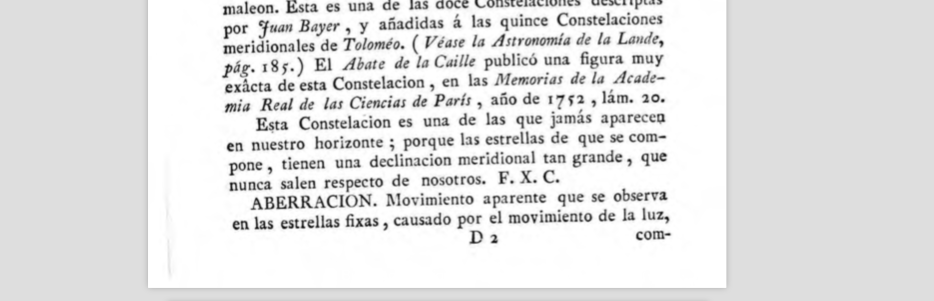 maleon. Esta es una de las doce Constelaciones descriptas
por Juan Bayer, y añadidas á las quince Constelaciones
meridionales de Toloméo. ( Véase la Astronomía de la Lande,
pág. 185.) El Abate de la Caille publicó una figura muy
exâcta de esta Constelacion, en las Memorias de la Acade-
mia Real de las Ciencias de París, año de 1752, lám. 20.
Esta Constelacion es una de las que jamás aparecen
en nuestro horizonte; porque las estrellas de que se com-
pone, tienen una declinacion meridional tan grande, que
nunca salen respecto de nosotros. F. X. C.
ABERRACION. Movimiento aparente que se observa
en las estrellas fixas, causado por el movimiento de la luz,
D 2 com-